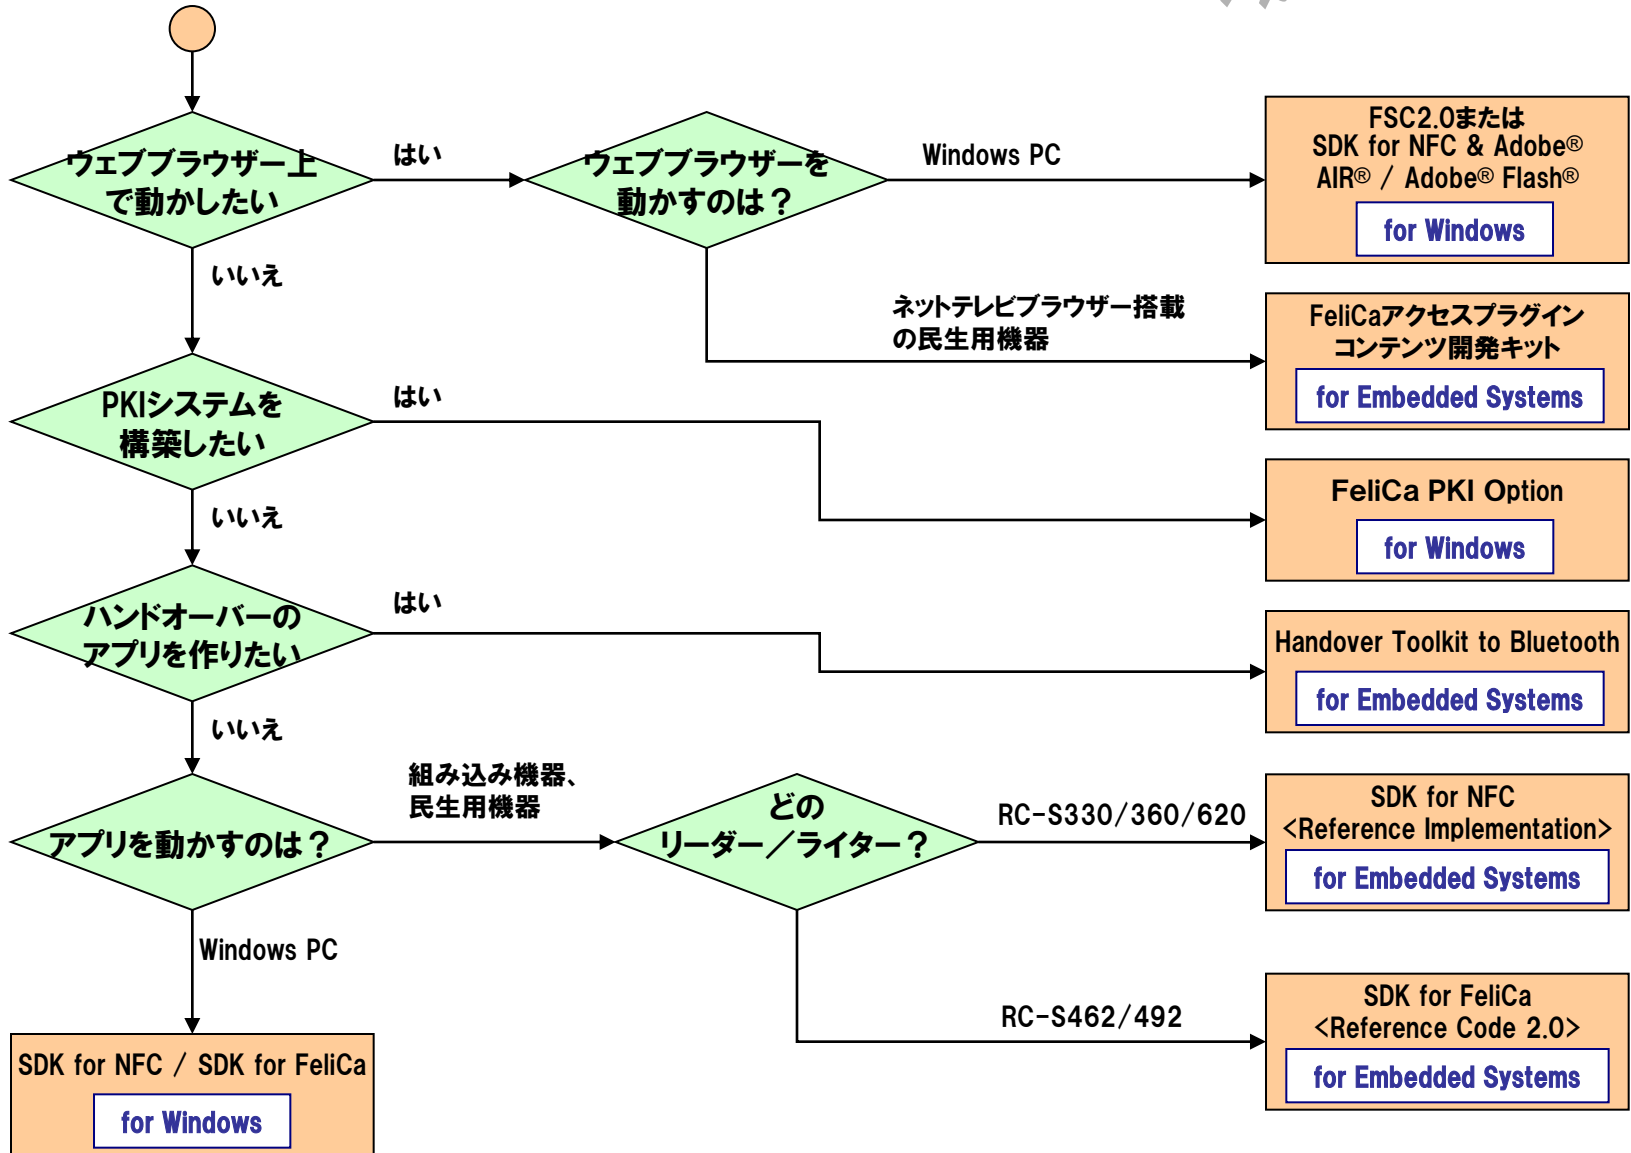 ウェブブラウザー上
で動かしたい
はい
ウェブブラウザーを
動かすのは？
Windows PC
FSC2.0または
SDK for NFC & Adobe®
AIR® / Adobe® Flash®
for Windows
いいえ
ネットテレビブラウザー搭載
の民生用機器
FeliCaアクセスプラグイン
コンテンツ開発キット
for Embedded Systems
PKIシステムを
構築したい
はい
FeliCa PKI Option
for Windows
いいえ
ハンドオーバーの
アプリを作りたい
はい
Handover Toolkit to Bluetooth
for Embedded Systems
いいえ
アプリを動かすのは？
組み込み機器、
民生用機器
どの
リーダー／ライター？
RC-S330/360/620
SDK for NFC
<Reference Implementation>
for Embedded Systems
Windows PC
RC-S462/492
SDK for FeliCa
<Reference Code 2.0>
for Embedded Systems
SDK for NFC / SDK for FeliCa
for Windows